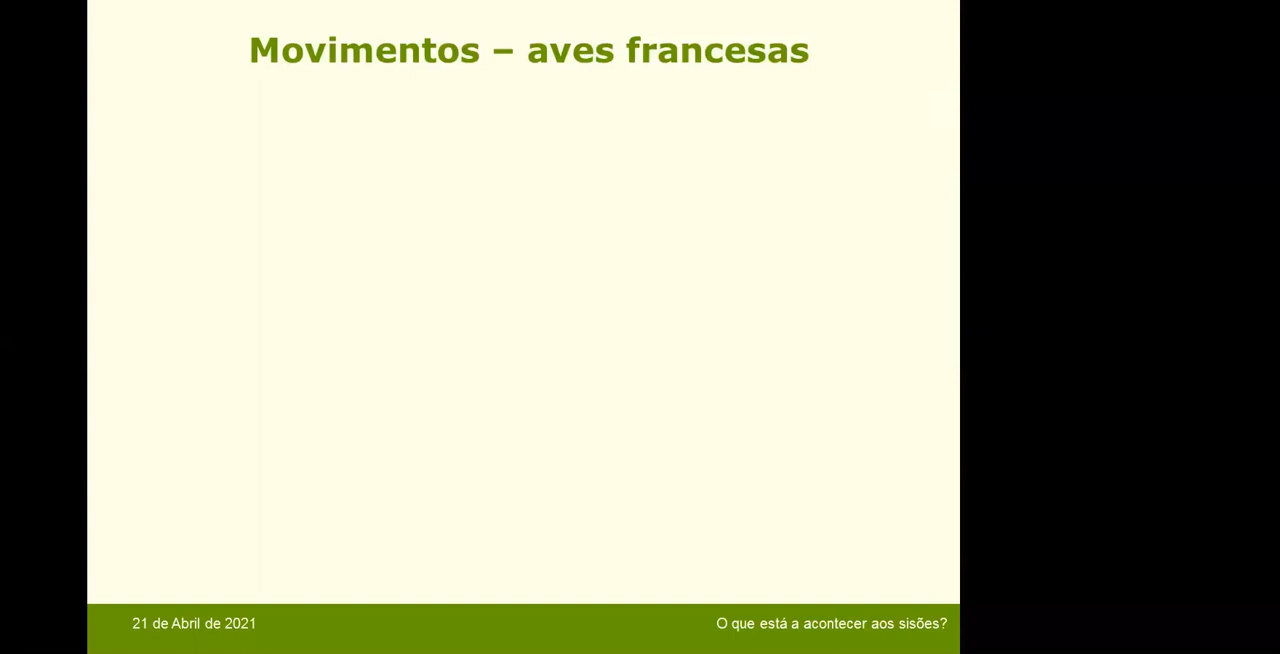 Movimentos – aves francesas
21 de Abril de 2021
O que está a acontecer aos sisões?